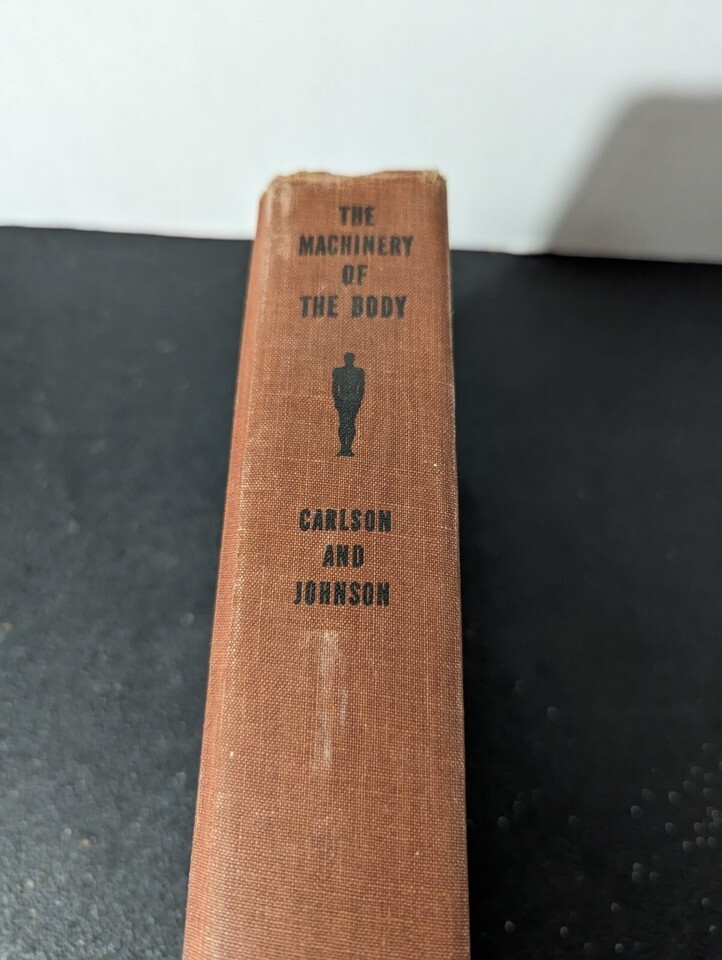 THE
MACHINERY
OF
THE BODY
CARLSON
AND
JOHNSON